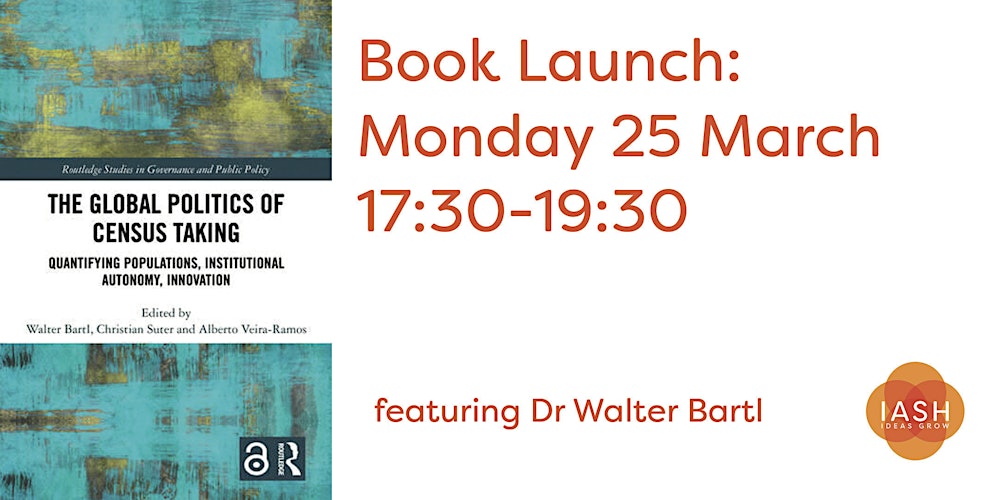 Routledge Studies in Governance and Public Policy
THE GLOBAL POLITICS OF
CENSUS TAKING
QUANTIFYING POPULATIONS, INSTITUTIONAL
AUTONOMY, INNOVATION
Edited by
Walter Bartl, Christian Suter and Alberto Veira-Ramos
ROUTLEDGE
Book Launch:
Monday 25 March
17:30-19:30
featuring Dr Walter Bartl
IASH
IDEAS GROW